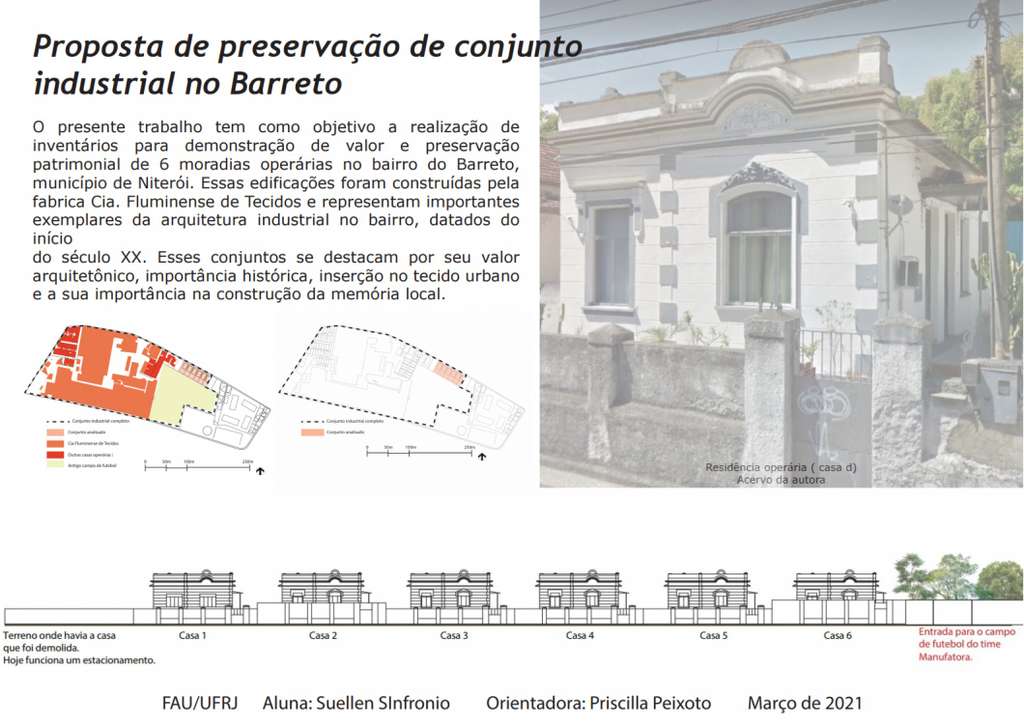 Proposta de preservação de conjunto
industrial no Barreto
O presente trabalho tem como objetivo a realização de
inventários para demonstração de valor e preservação
patrimonial de 6 moradias operárias no bairro do Barreto,
município de Niterói. Essas edificações foram construídas pela
fabrica Cia. Fluminense de Tecidos e representam importantes
exemplares da arquitetura industrial no bairro, datados do
início
do século XX. Esses conjuntos se destacam por seu valor
arquitetônico, importância histórica, inserção no tecido urbano
e a sua importância na construção da memória local.
Conjunto industrial completo
Conjunto analisado
Cia Fluminense de Tecidos
Outras casas operárias :
Antigo campo de futebol
0 50m 100m 200m
Conjunto industrial completo
Conjunto analisado
0 50m 100m 200m
Residência operária ( casa d)
Acervo da autora
Terreno onde havia a casa
que foi demolida.
Hoje funciona um estacionamento.
Casa 1
Casa 2
Casa 3
Casa 4
Casa 5
Casa 6
Entrada para o campo
de futebol do time
Manufatora.
FAU/UFRJ Aluna: Suellen SInfronio Orientadora: Priscilla Peixoto Março de 2021